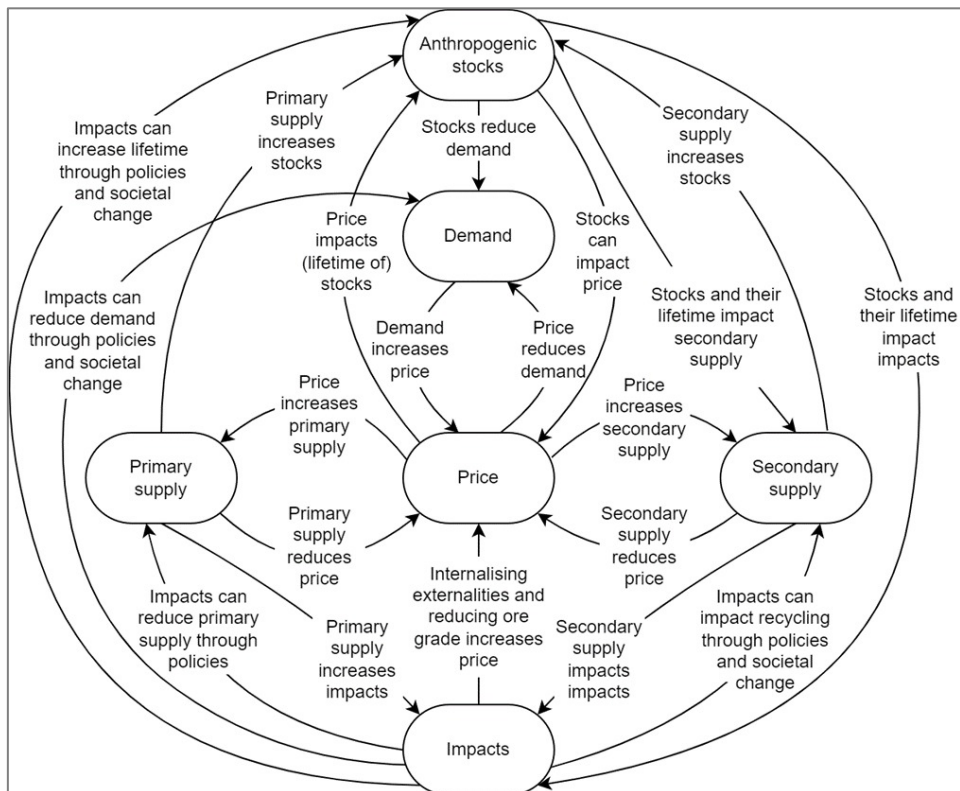 Anthropogenic
stocks
Impacts can
increase lifetime
through policies
and societal
change
Primary
supply
increases
stocks
Stocks reduce
demand
Secondary
supply
increases
stocks
Demand
Price
impacts
(lifetime of)
stocks
Stocks
can
impact
price
Impacts can
reduce demand
through policies
and societal
change
Stocks and their
lifetime impact
secondary
supply
Stocks and
their lifetime
impact
impacts
Demand
increases
price
Price
reduces
demand
Price
increases
primary
supply
Price
increases
secondary
supply
Primary
supply
Price
Secondary
supply
Primary
supply
reduces
price
Secondary
supply
reduces
price
Impacts can
reduce primary
supply through
policies
Primary
supply
increases
impacts
Internalising
externalities and
reducing ore
grade increases
price
Secondary
supply
impacts
impacts
Impacts can
impact recycling
through policies
and societal
change
Impacts